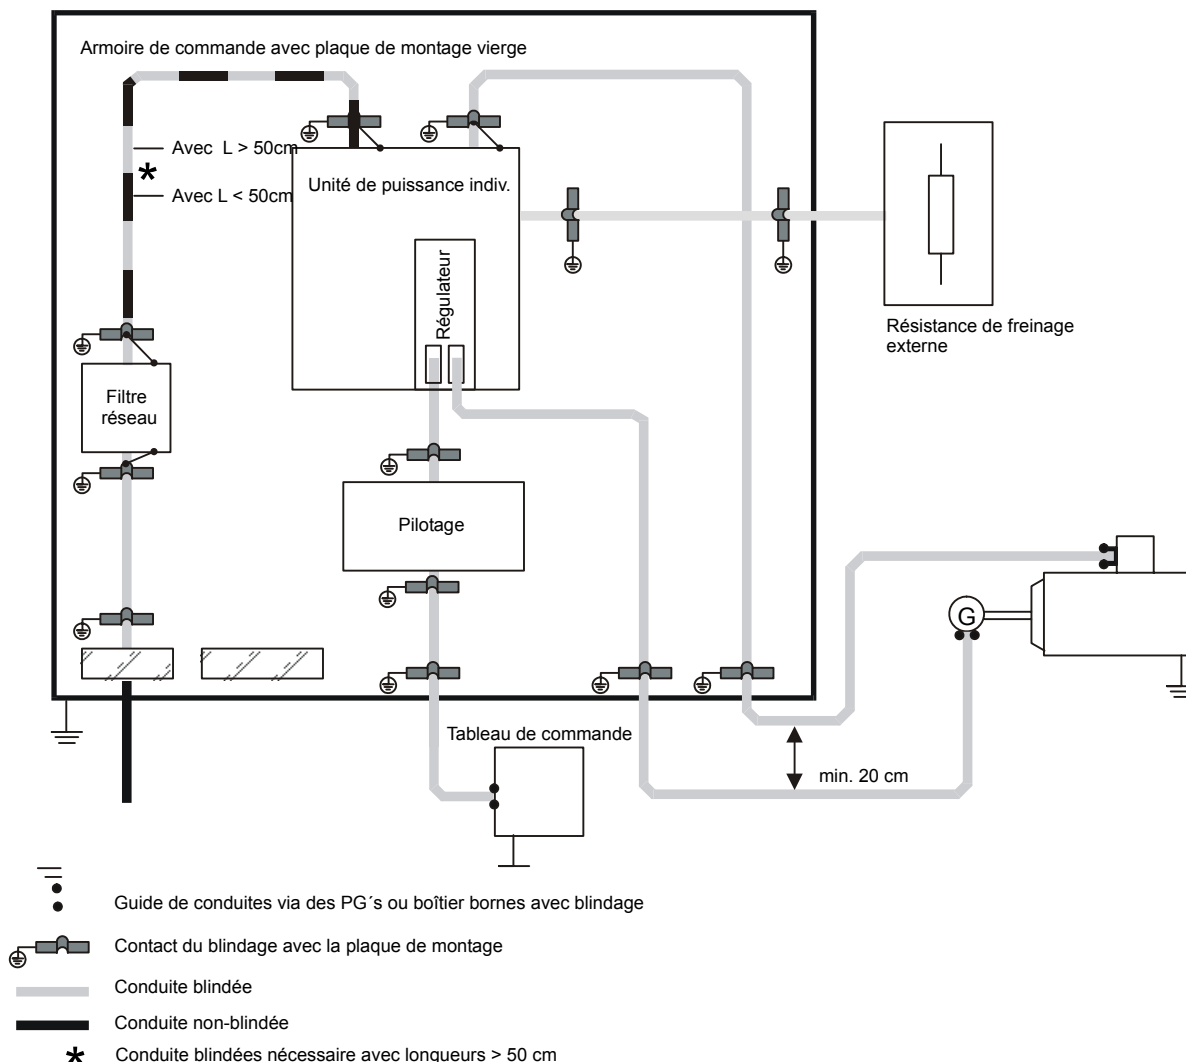 Armoire de commande avec plaque de montage vierge
Avec L > 50cm
*
Avec L < 50cm
Unité de puissance indiv.
Régulateur
Résistance de freinage
externe
Filtre
réseau
Pilotage
G
Tableau de commande
min. 20 cm
Guide de conduites via des PG´s ou boîtier bornes avec blindage
Contact du blindage avec la plaque de montage
Conduite blindée
Conduite non-blindée
* Conduite blindées nécessaire avec longueurs > 50 cm